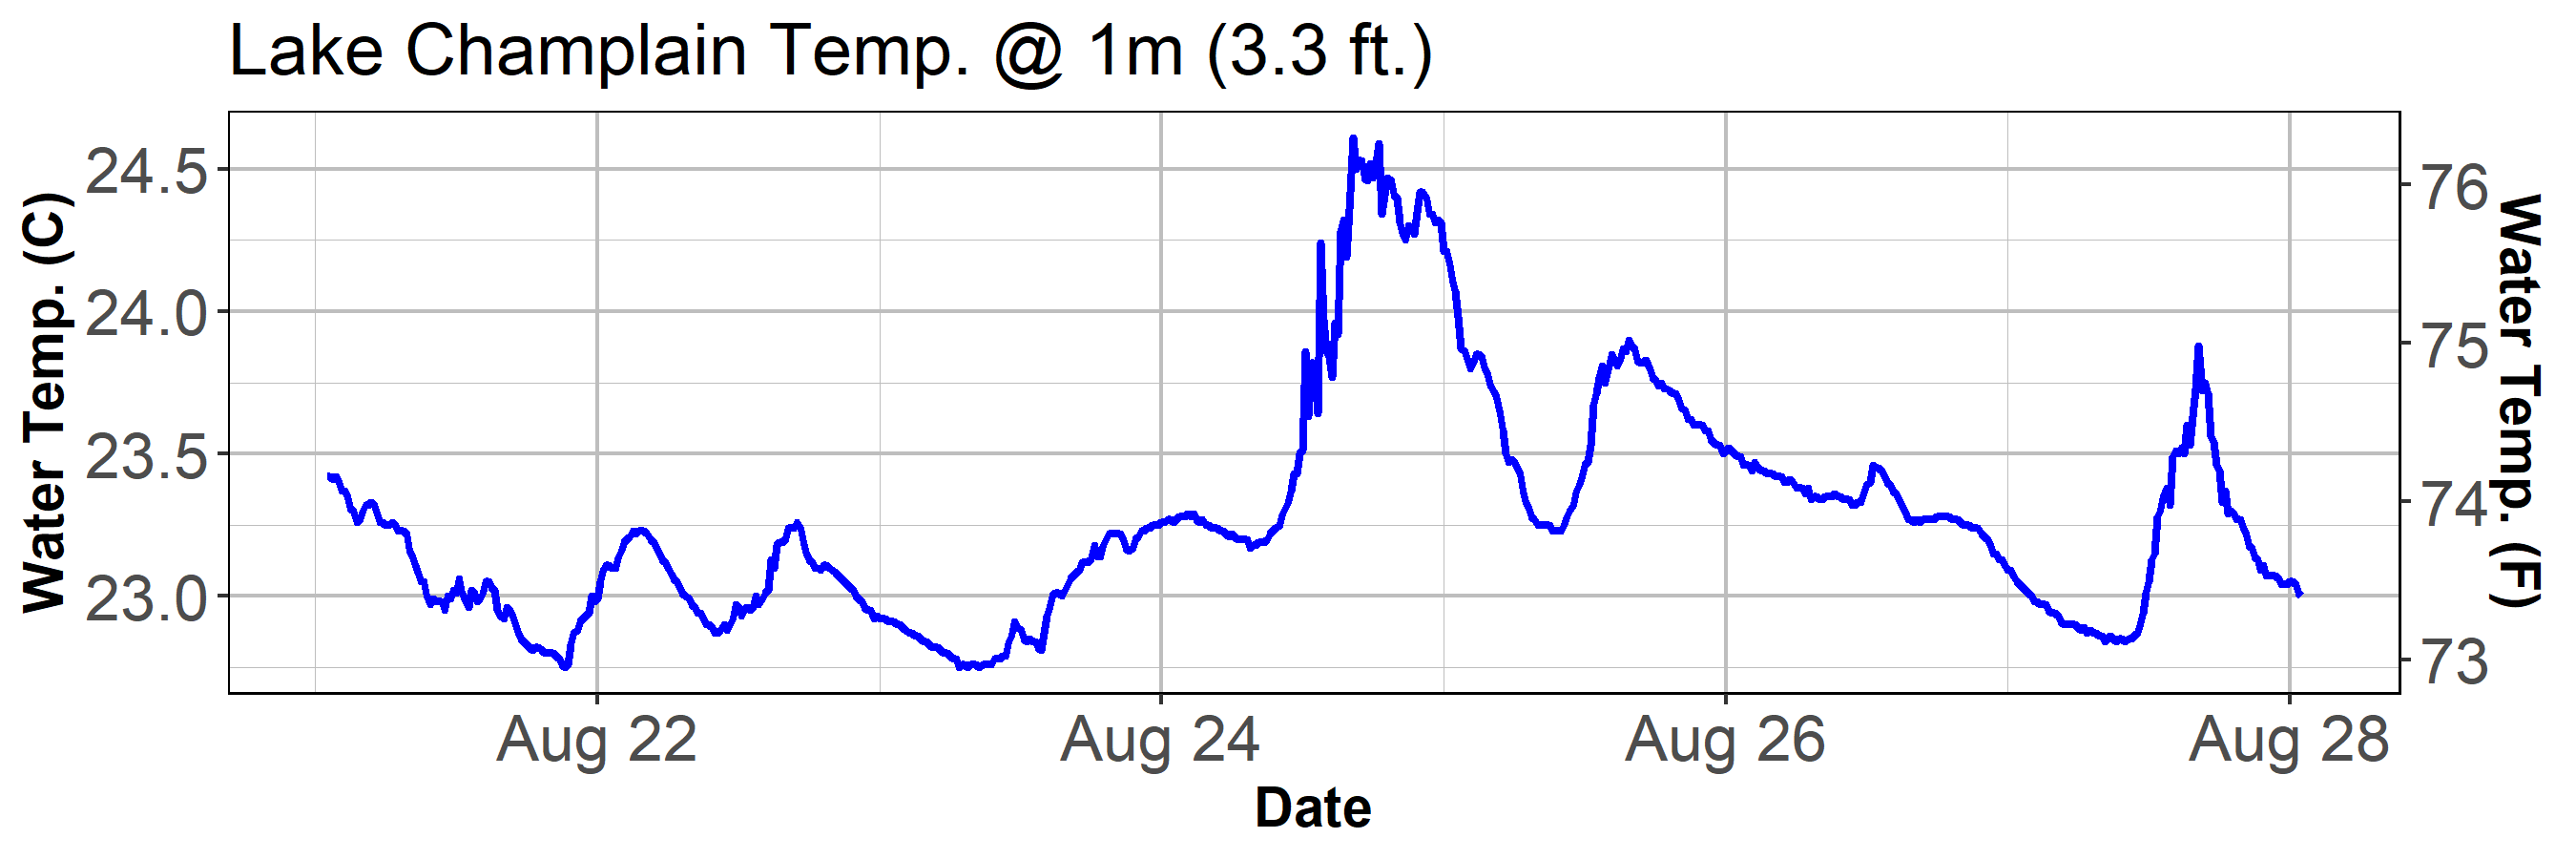 Lake Champlain Temp. @ 1m (3.3 ft.)
Water Temp. (C)
24.5
24.0
23.5
23.0
76
75
74
73
Water Temp. (F)
Aug 22
Aug 24
Aug 26
Aug 28
Date